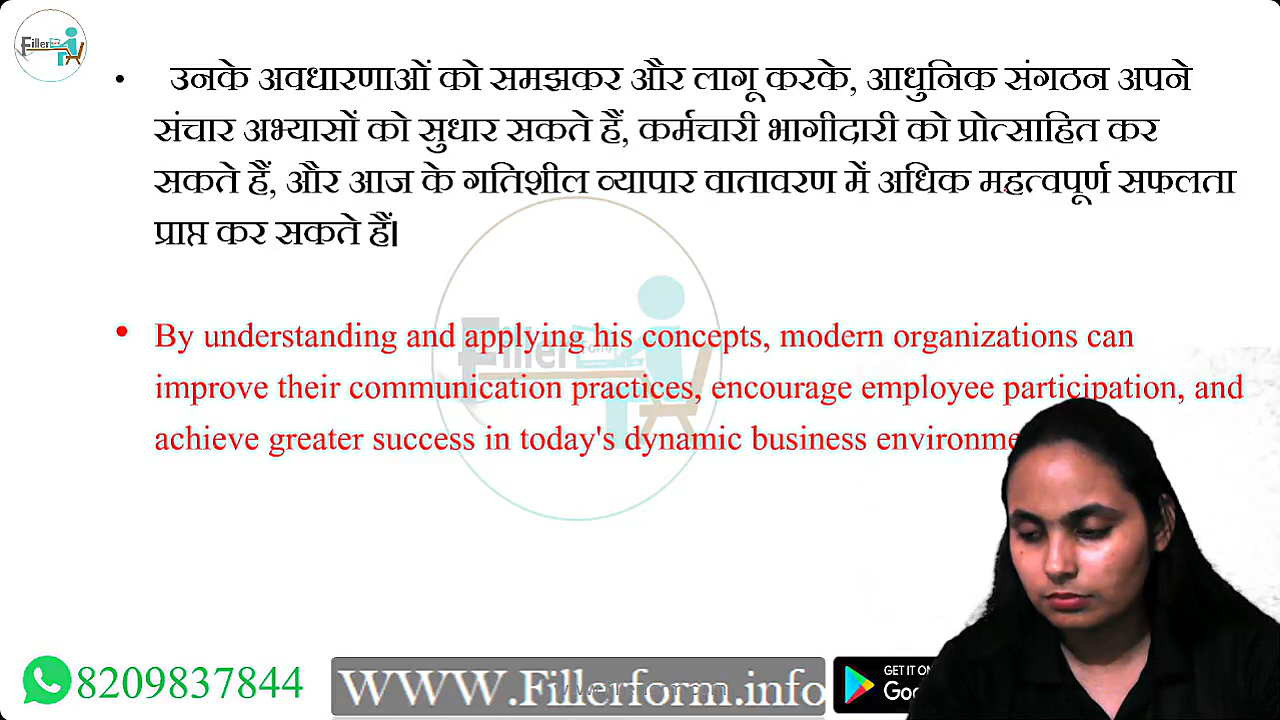 Fillerform
• उनके अवधारणाओं को समझकर और लागू करके, आधुनिक संगठन अपने
संचार अभ्यासों को सुधार सकते हैं, कर्मचारी भागीदारी को प्रोत्साहित कर
सकते हैं, और आज के गतिशील व्यापार वातावरण में अधिक महत्वपूर्ण सफलता
प्राप्त कर सकते हैं।
• By understanding and applying his concepts, modern organizations can
improve their communication practices, encourage employee participation, and
achieve greater success in today's dynamic business
8209837844
WWW.Fillerform.info
GET IT ON